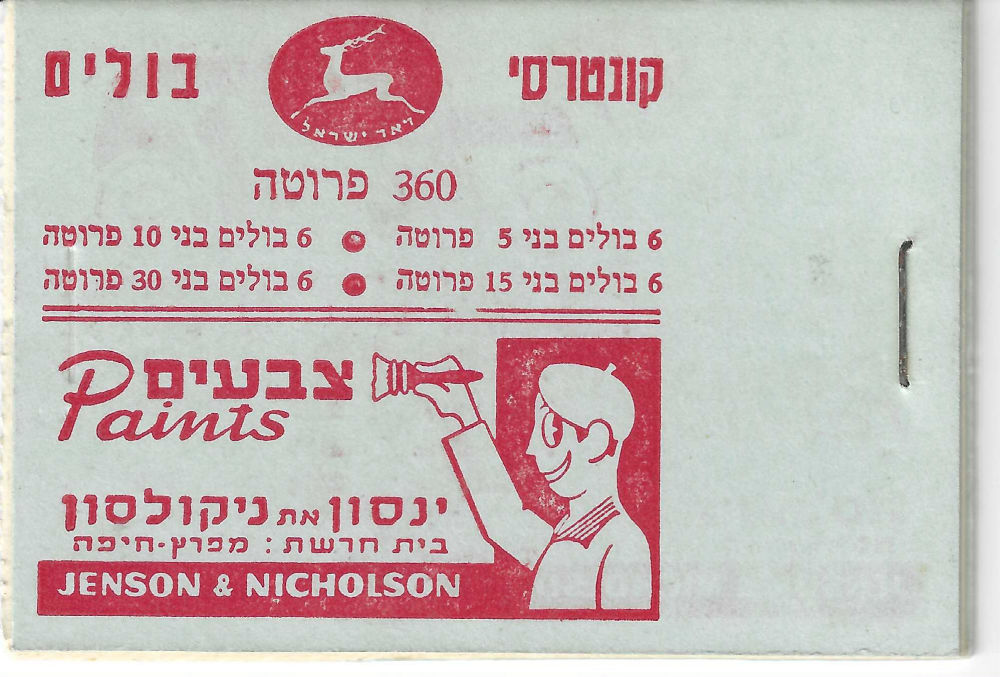 קונטרסי בולים
דאר ישראל
360 פרוטה
6 בולים בני 5 פרוטה • 6 בולים בני 10 פרוטה
6 בולים בני 15 פרוטה • 6 בולים בני 30 פרוטה
צבעים
Paints
ינסון את ניקולסון
בית חרשת: מפרץ-חיפה
JENSON & NICHOLSON